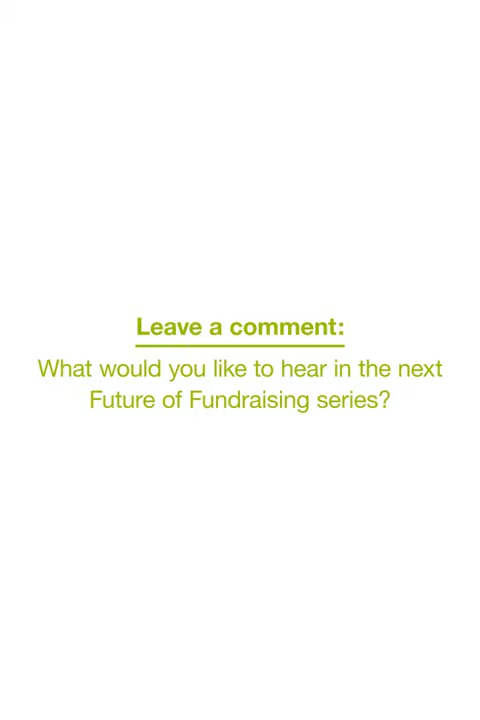 Leave a comment:
What would you like to hear in the next
Future of Fundraising series?